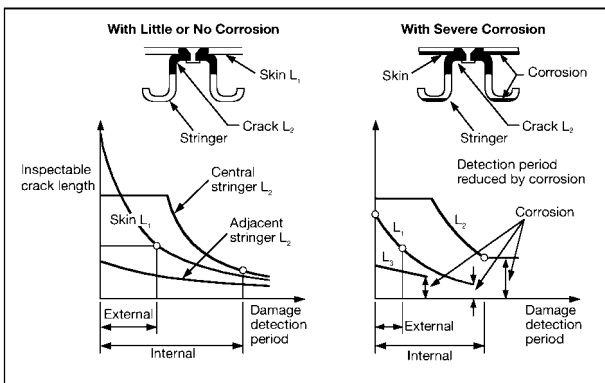 With Little or No Corrosion
Skin L₁
Crack L₂
Stringer
Inspectable
crack length
Central
stringer L₂
Skin L₁
Adjacent
stringer L₂
External
Internal
Damage
detection
period
With Severe Corrosion
Skin
Corrosion
Crack L₂
Stringer
Detection period
reduced by corrosion
Corrosion
L₁
L₂
L₃
External
Internal
Damage
detection
period